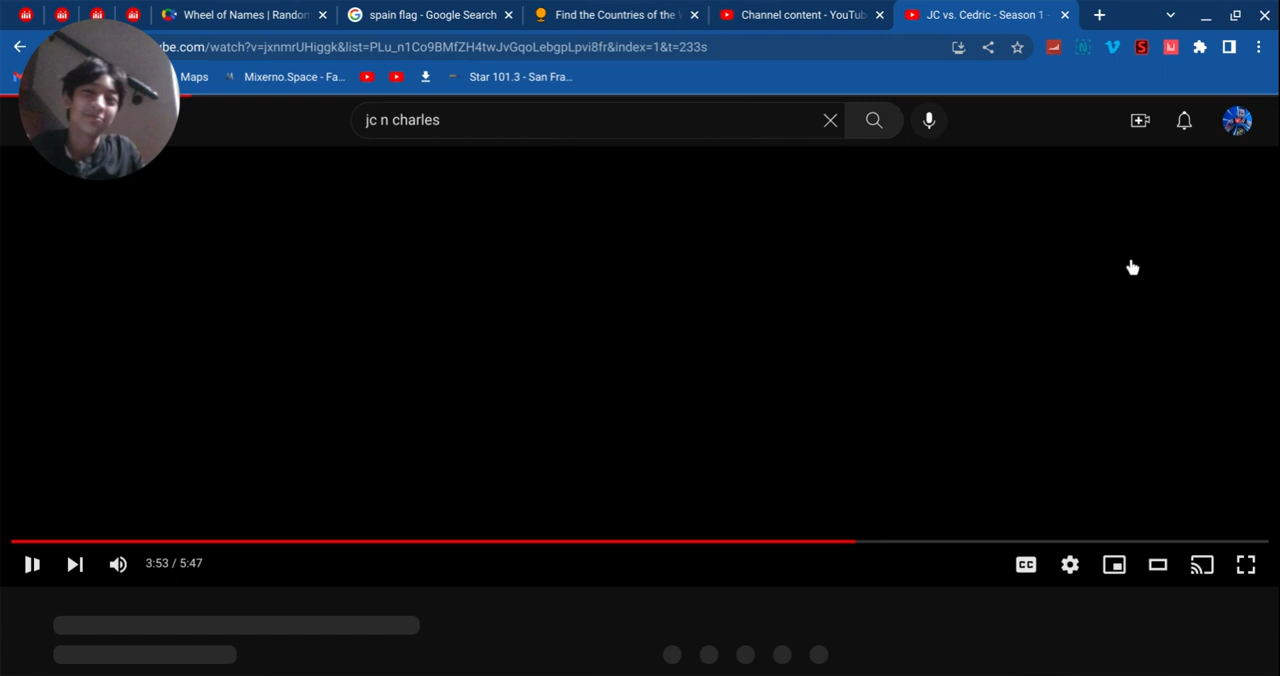 Wheel of Names | Random
spain flag - Google Search
Find the Countries of the W
Channel content - YouTub
JC vs. Cedric - Season 1 -
be.com/watch?v=jxnmrUHiggk&list=PLu_n1Co9BMfZH4twJvGqoLebgpLpvi8fr&index=1&t=233s
Maps
Mixerno.Space - Fa...
Star 101.3 - San Fra...
jc n charles
3:53 / 5:47
CC